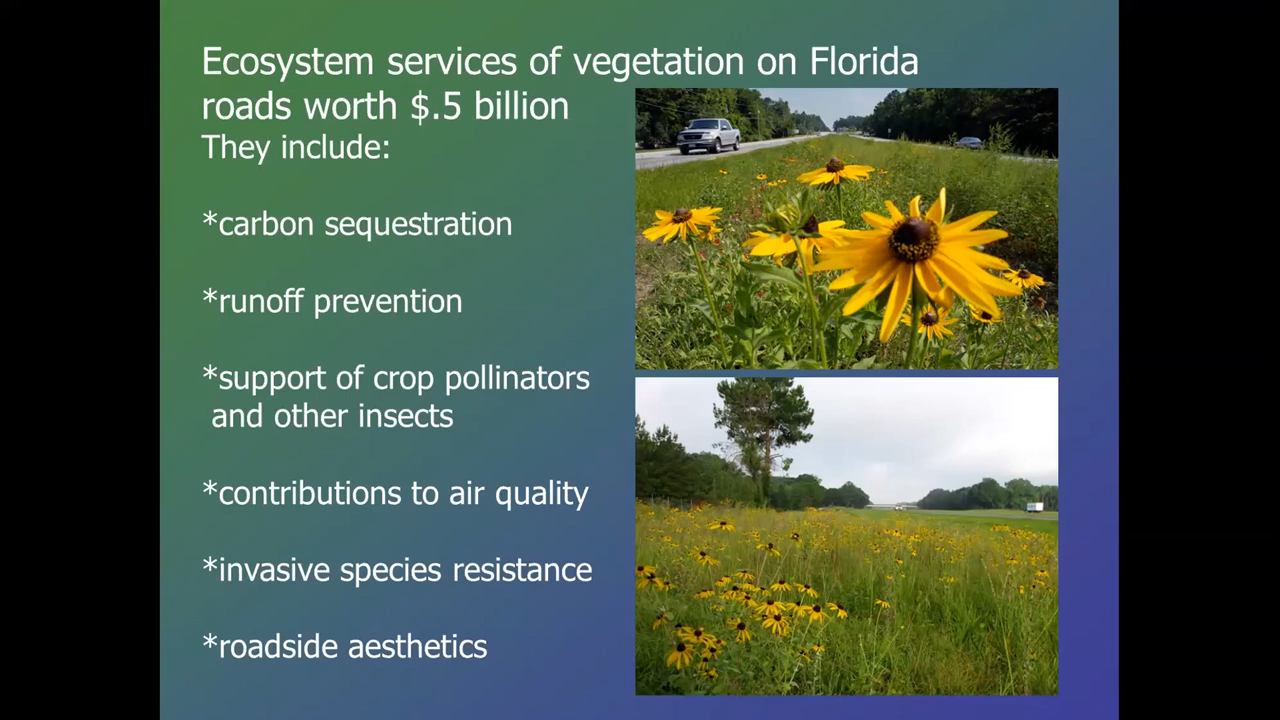 Ecosystem services of vegetation on Florida
roads worth $.5 billion
They include:
*carbon sequestration
*runoff prevention
*support of crop pollinators
and other insects
*contributions to air quality
*invasive species resistance
*roadside aesthetics